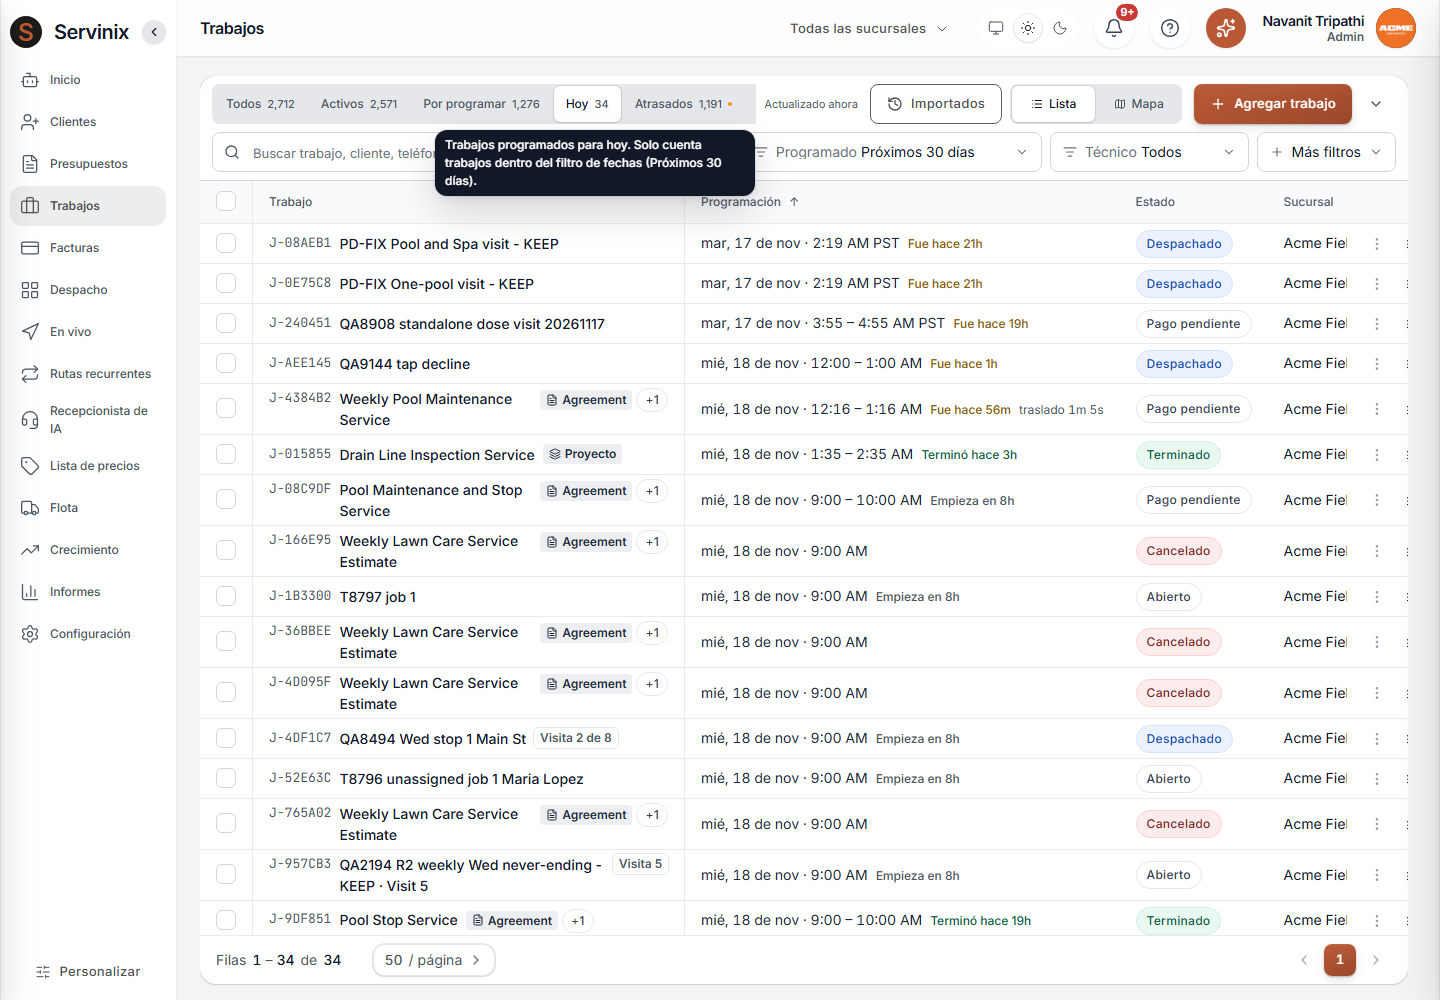 Servinix
Trabajos
Todas las sucursales
9+
Navanit Tripathi
Admin
ACME
Inicio
Clientes
Presupuestos
Trabajos
Facturas
Despacho
En vivo
Rutas recurrentes
Recepcionista de
IA
Lista de precios
Flota
Crecimiento
Informes
Configuración
Personalizar
Todos 2,712
Activos 2,571
Por programar 1,276
Hoy 34
Atrasados 1,191
Actualizado ahora
Importados
Lista
Mapa
Agregar trabajo
Buscar trabajo, cliente, teléfor
Trabajos programados para hoy. Solo cuenta
trabajos dentro del filtro de fechas (Próximos 30
días).
Programado Próximos 30 días
Técnico Todos
Más filtros
Trabajo Programación Estado Sucursal
J-08AEB1 PD-FIX Pool and Spa visit - KEEP mar, 17 de nov · 2:19 AM PST Fue hace 21h Despachado Acme Fiel
J-0E75C8 PD-FIX One-pool visit - KEEP mar, 17 de nov · 2:19 AM PST Fue hace 21h Despachado Acme Fiel
J-240451 QA8908 standalone dose visit 20261117 mar, 17 de nov · 3:55 – 4:55 AM PST Fue hace 19h Pago pendiente Acme Fiel
J-AEE145 QA9144 tap decline mié, 18 de nov · 12:00 – 1:00 AM Fue hace 1h Despachado Acme Fiel
J-4384B2 Weekly Pool Maintenance Agreement +1
Service
mié, 18 de nov · 12:16 – 1:16 AM Fue hace 56m traslado 1m 5s Pago pendiente Acme Fiel
J-015855 Drain Line Inspection Service Proyecto mié, 18 de nov · 1:35 – 2:35 AM Terminó hace 3h Terminado Acme Fiel
J-08C9DF Pool Maintenance and Stop Agreement +1
Service
mié, 18 de nov · 9:00 – 10:00 AM Empieza en 8h Pago pendiente Acme Fiel
J-166E95 Weekly Lawn Care Service Agreement +1
Estimate
mié, 18 de nov · 9:00 AM Cancelado Acme Fiel
J-1B3300 T8797 job 1 mié, 18 de nov · 9:00 AM Empieza en 8h Abierto Acme Fiel
J-36BBEE Weekly Lawn Care Service Agreement +1
Estimate
mié, 18 de nov · 9:00 AM Cancelado Acme Fiel
J-4D095F Weekly Lawn Care Service Agreement +1
Estimate
mié, 18 de nov · 9:00 AM Cancelado Acme Fiel
J-4DF1C7 QA8494 Wed stop 1 Main St Visita 2 de 8 mié, 18 de nov · 9:00 AM Empieza en 8h Despachado Acme Fiel
J-52E63C T8796 unassigned job 1 Maria Lopez mié, 18 de nov · 9:00 AM Empieza en 8h Abierto Acme Fiel
J-765A02 Weekly Lawn Care Service Agreement +1
Estimate
mié, 18 de nov · 9:00 AM Cancelado Acme Fiel
J-957CB3 QA2194 R2 weekly Wed never-ending - Visita 5
KEEP · Visit 5
mié, 18 de nov · 9:00 AM Empieza en 8h Abierto Acme Fiel
J-9DF851 Pool Stop Service Agreement +1 mié, 18 de nov · 9:00 – 10:00 AM Terminó hace 19h Terminado Acme Fiel
Filas 1 – 34 de 34
50 / página
1